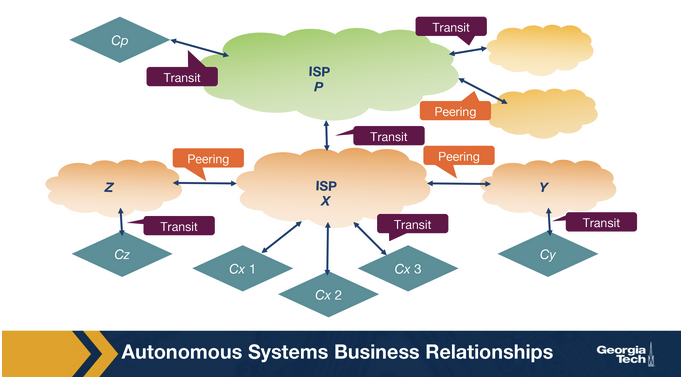 Cp
Transit
Transit
ISP
P
Peering
Transit
Peering
Peering
Z
ISP
X
Y
Transit
Transit
Transit
Cz
Cx 1
Cx 2
Cx 3
Cy
Autonomous Systems Business Relationships
Georgia
Tech